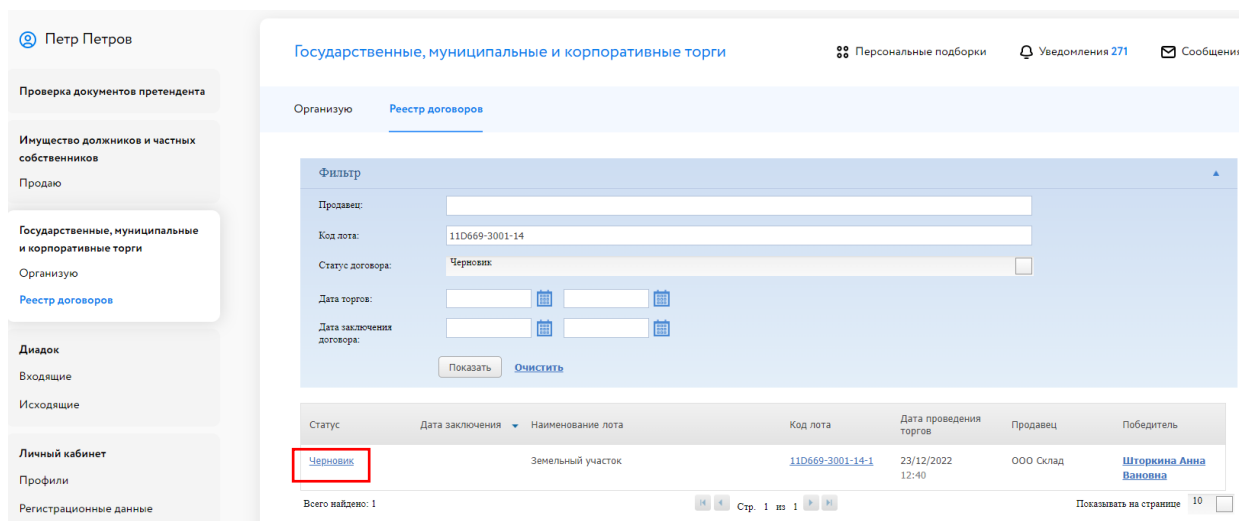 Петр Петров
Проверка документов претендента
Имущество должников и частных
собственников
Продаю
Государственные, муниципальные
и корпоративные торги
Организую
Реестр договоров
Диадок
Входящие
Исходящие
Личный кабинет
Профили
Регистрационные данные
Государственные, муниципальные и корпоративные торги
Персональные подборки
Уведомления 271
Сообщения
Организую
Реестр договоров
Фильтр
Продавец:
Код лота: 11D669-3001-14
Статус договора: Черновик
Дата торгов:
Дата заключения
договора:
Показать Очистить
Статус Дата заключения Наименование лота Код лота Дата проведения торгов Продавец Победитель
Черновик Земельный участок 11D669-3001-14-1 23/12/2022 12:40 ООО Склад Шторкина Анна Вановна
Всего найдено: 1 Стр. 1 из 1 Показывать на странице 10